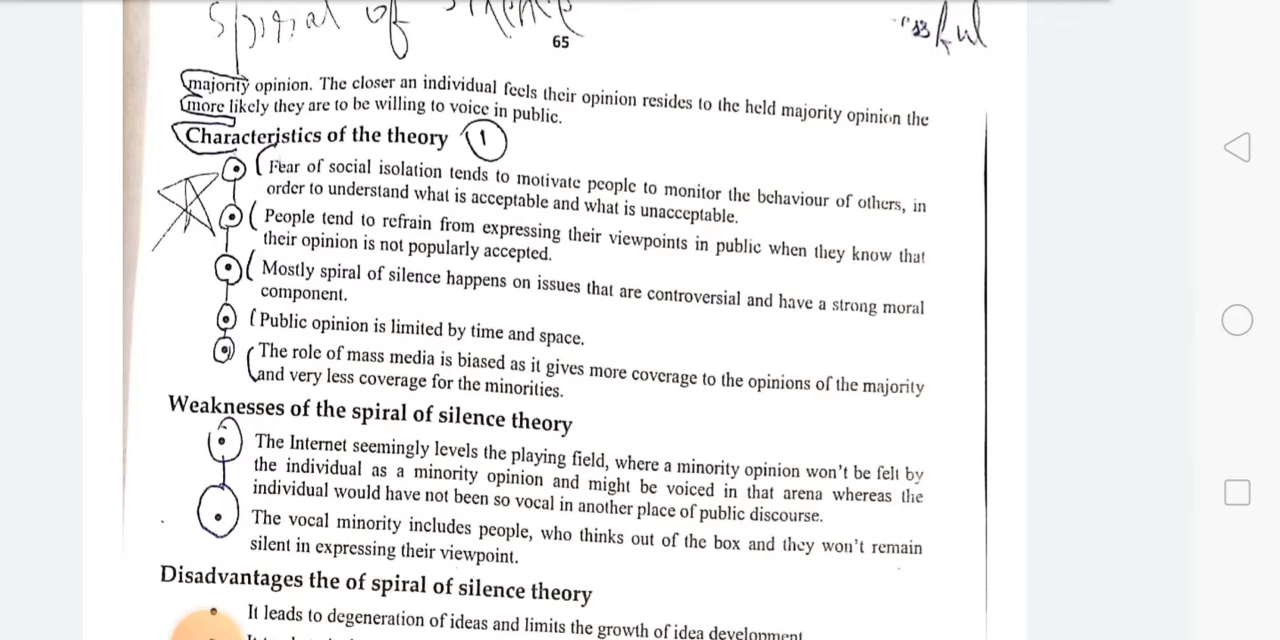 Spiral of
65
majority opinion. The closer an individual feels their opinion resides to the held majority opinion the
more likely they are to be willing to voice in public.
Characteristics of the theory 1
Fear of social isolation tends to motivate people to monitor the behaviour of others, in
order to understand what is acceptable and what is unacceptable.
People tend to refrain from expressing their viewpoints in public when they know that
their opinion is not popularly accepted.
Mostly spiral of silence happens on issues that are controversial and have a strong moral
component.
Public opinion is limited by time and space.
The role of mass media is biased as it gives more coverage to the opinions of the majority
and very less coverage for the minorities.
Weaknesses of the spiral of silence theory
The Internet seemingly levels the playing field, where a minority opinion won't be felt by
the individual as a minority opinion and might be voiced in that arena whereas the
individual would have not been so vocal in another place of public discourse.
The vocal minority includes people, who thinks out of the box and they won't remain
silent in expressing their viewpoint.
Disadvantages the of spiral of silence theory
It leads to degeneration of ideas and limits the growth of idea development